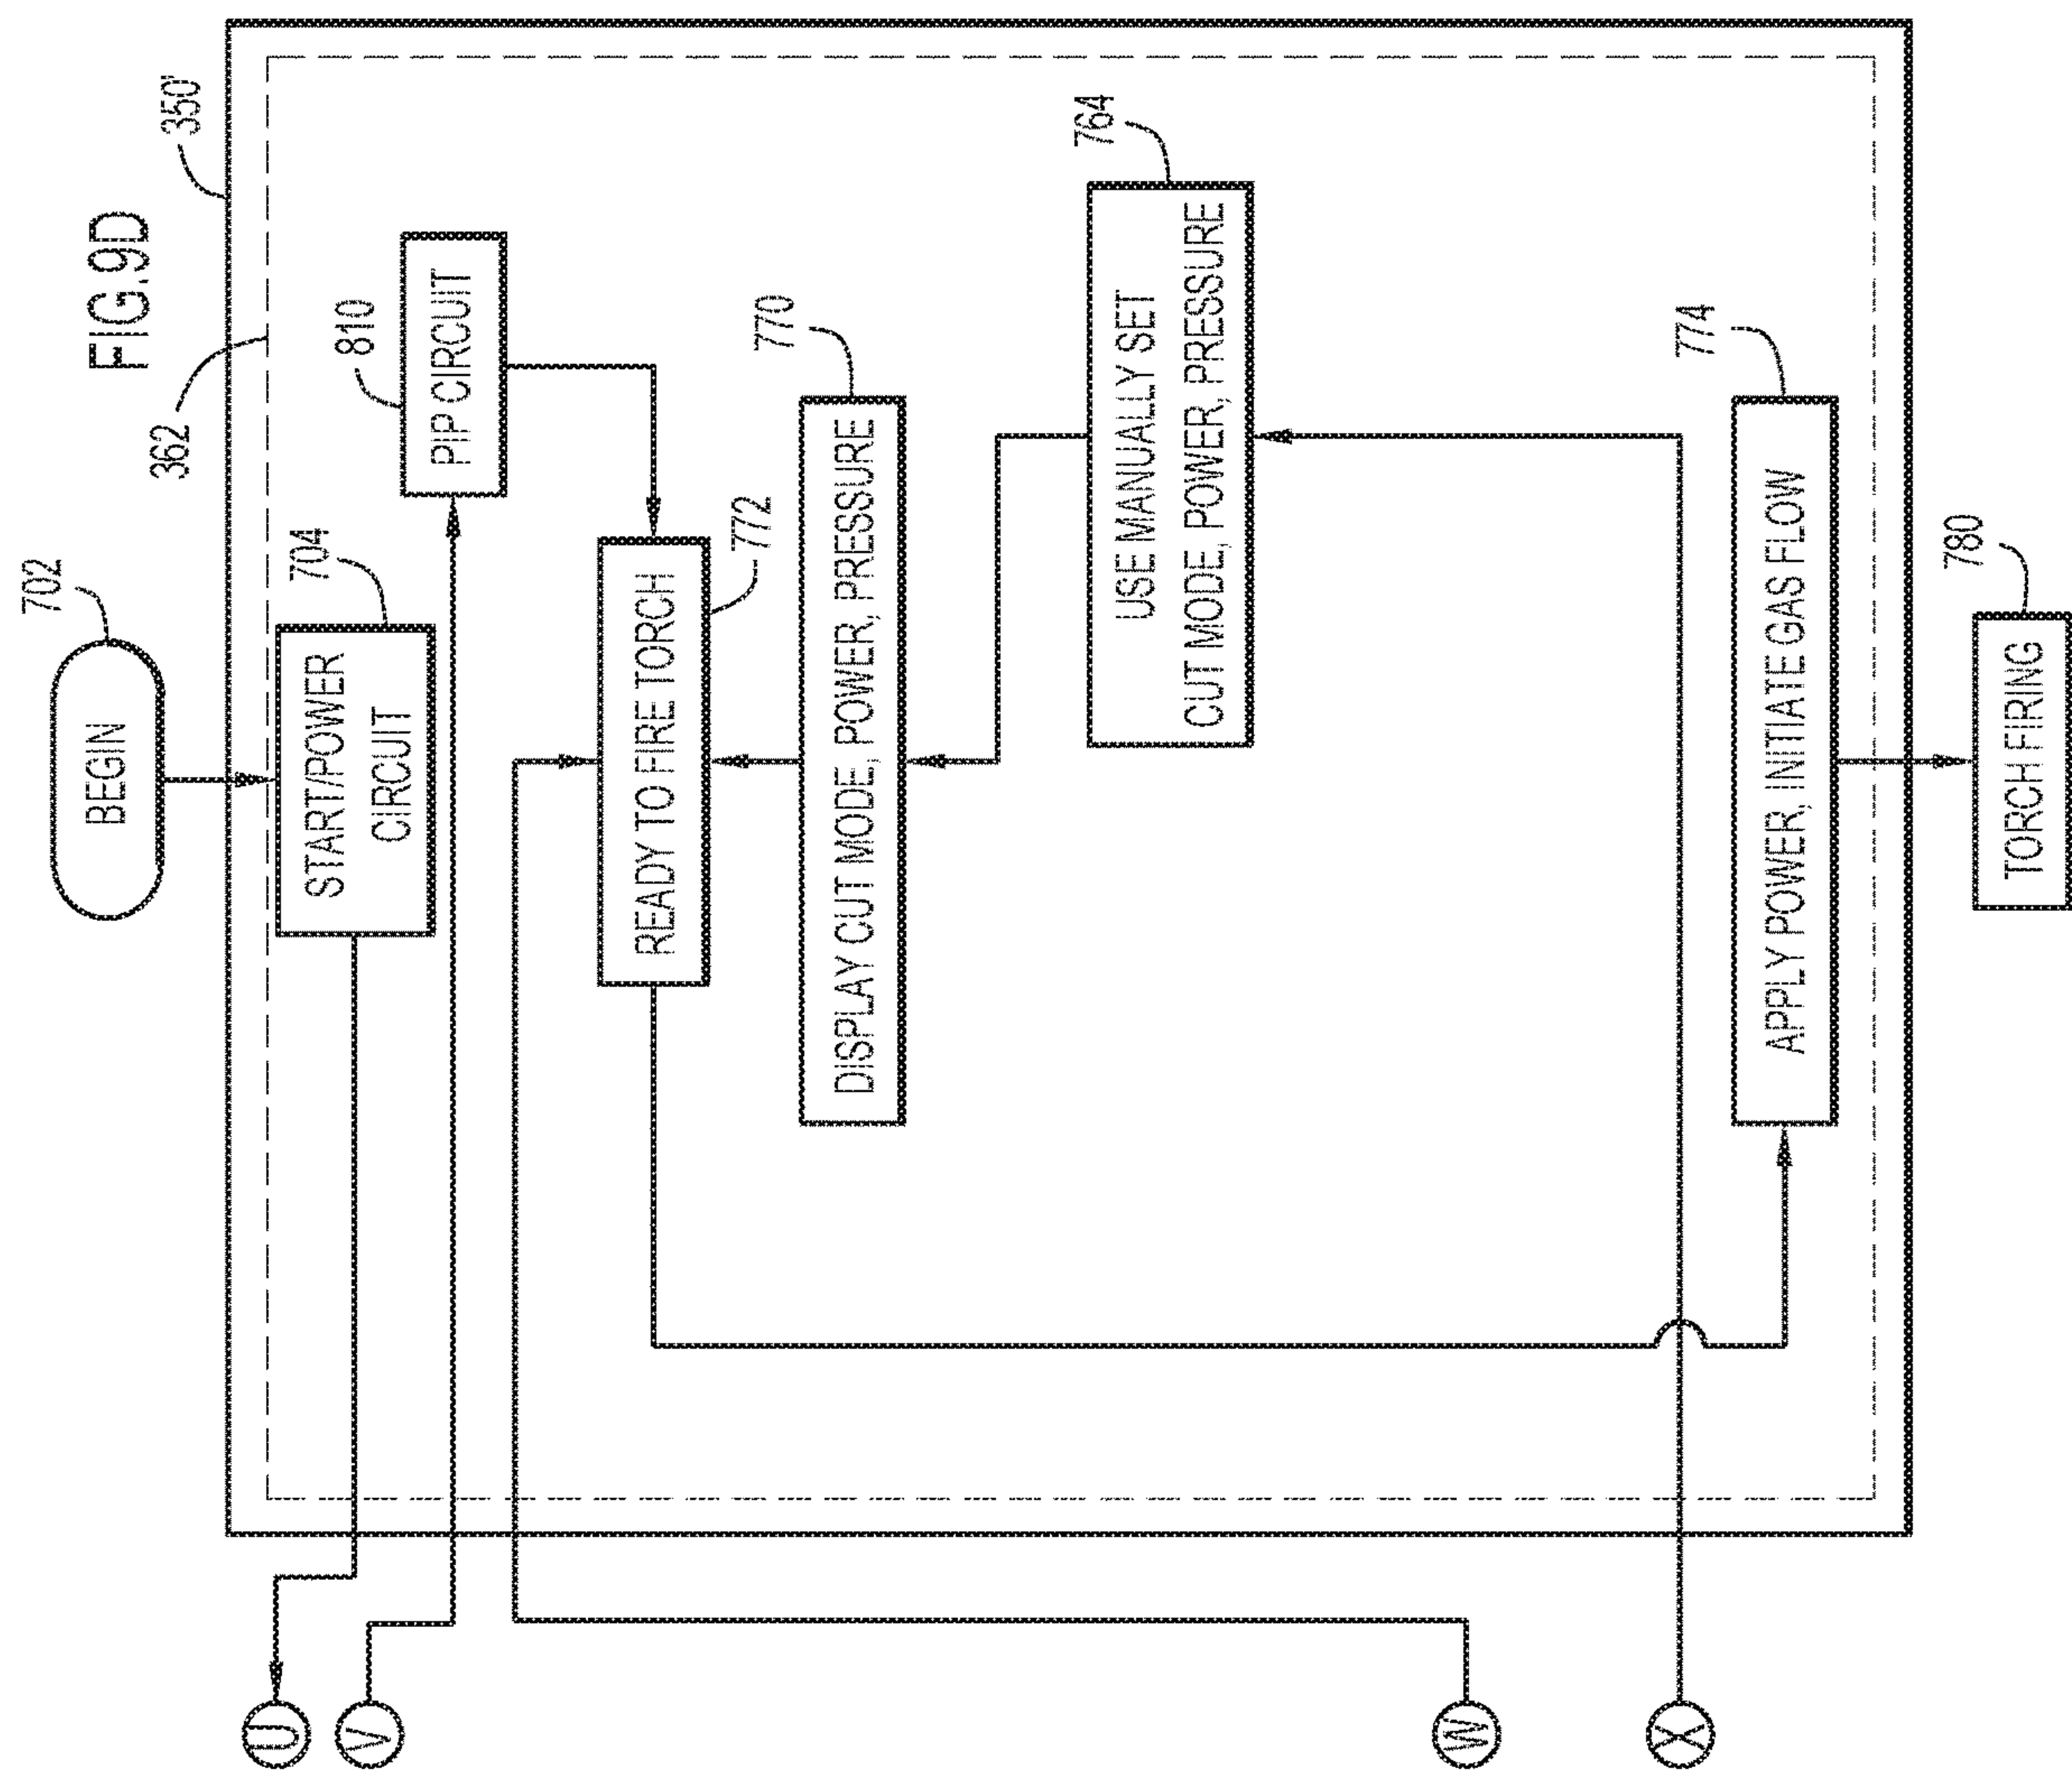 FIG.9D
702
BEGIN
350'
362
704
START/POWER
CIRCUIT
810
PIP CIRCUIT
772
READY TO FIRE TORCH
770
DISPLAY CUT MODE, POWER, PRESSURE
764
USE MANUALLY SET
CUT MODE, POWER, PRESSURE
774
APPLY POWER, INITIATE GAS FLOW
780
TORCH FIRING
U
V
W
X